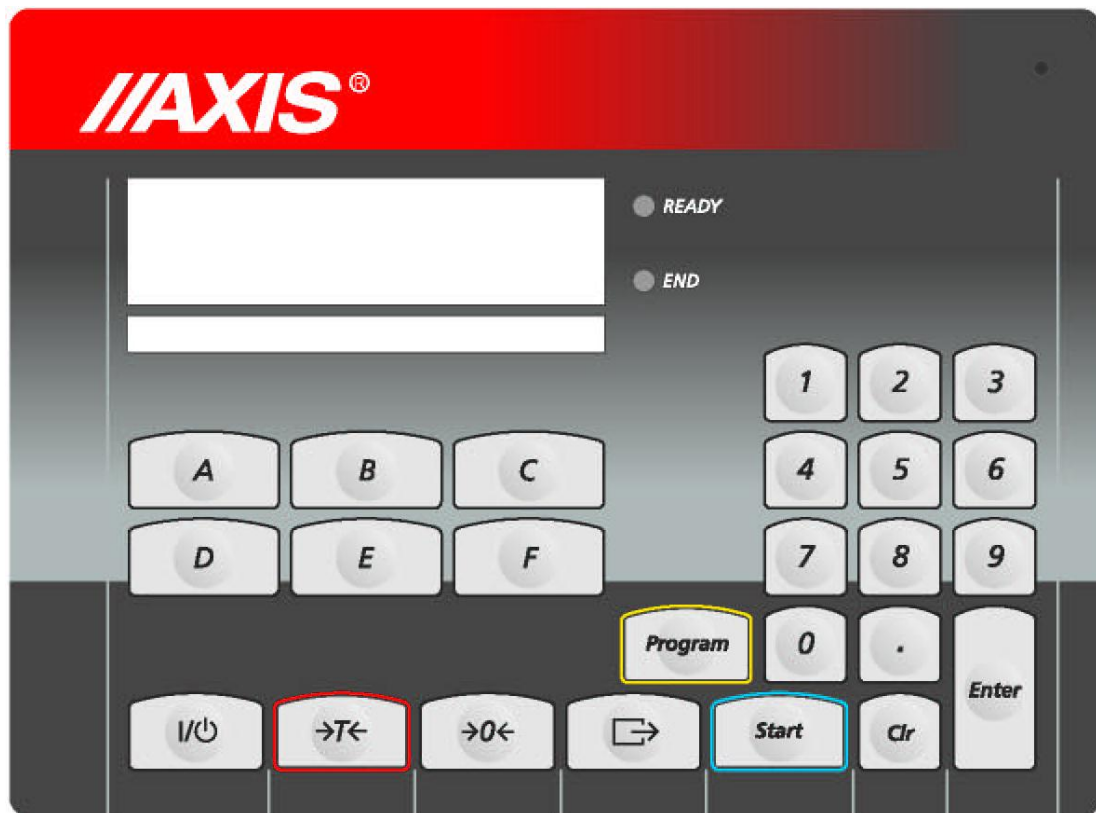 //AXIS®
READY
END
1 2 3
A B C 4 5 6
D E F 7 8 9
Program 0 .
Enter
I/⏻ →T← →0← Start Clr